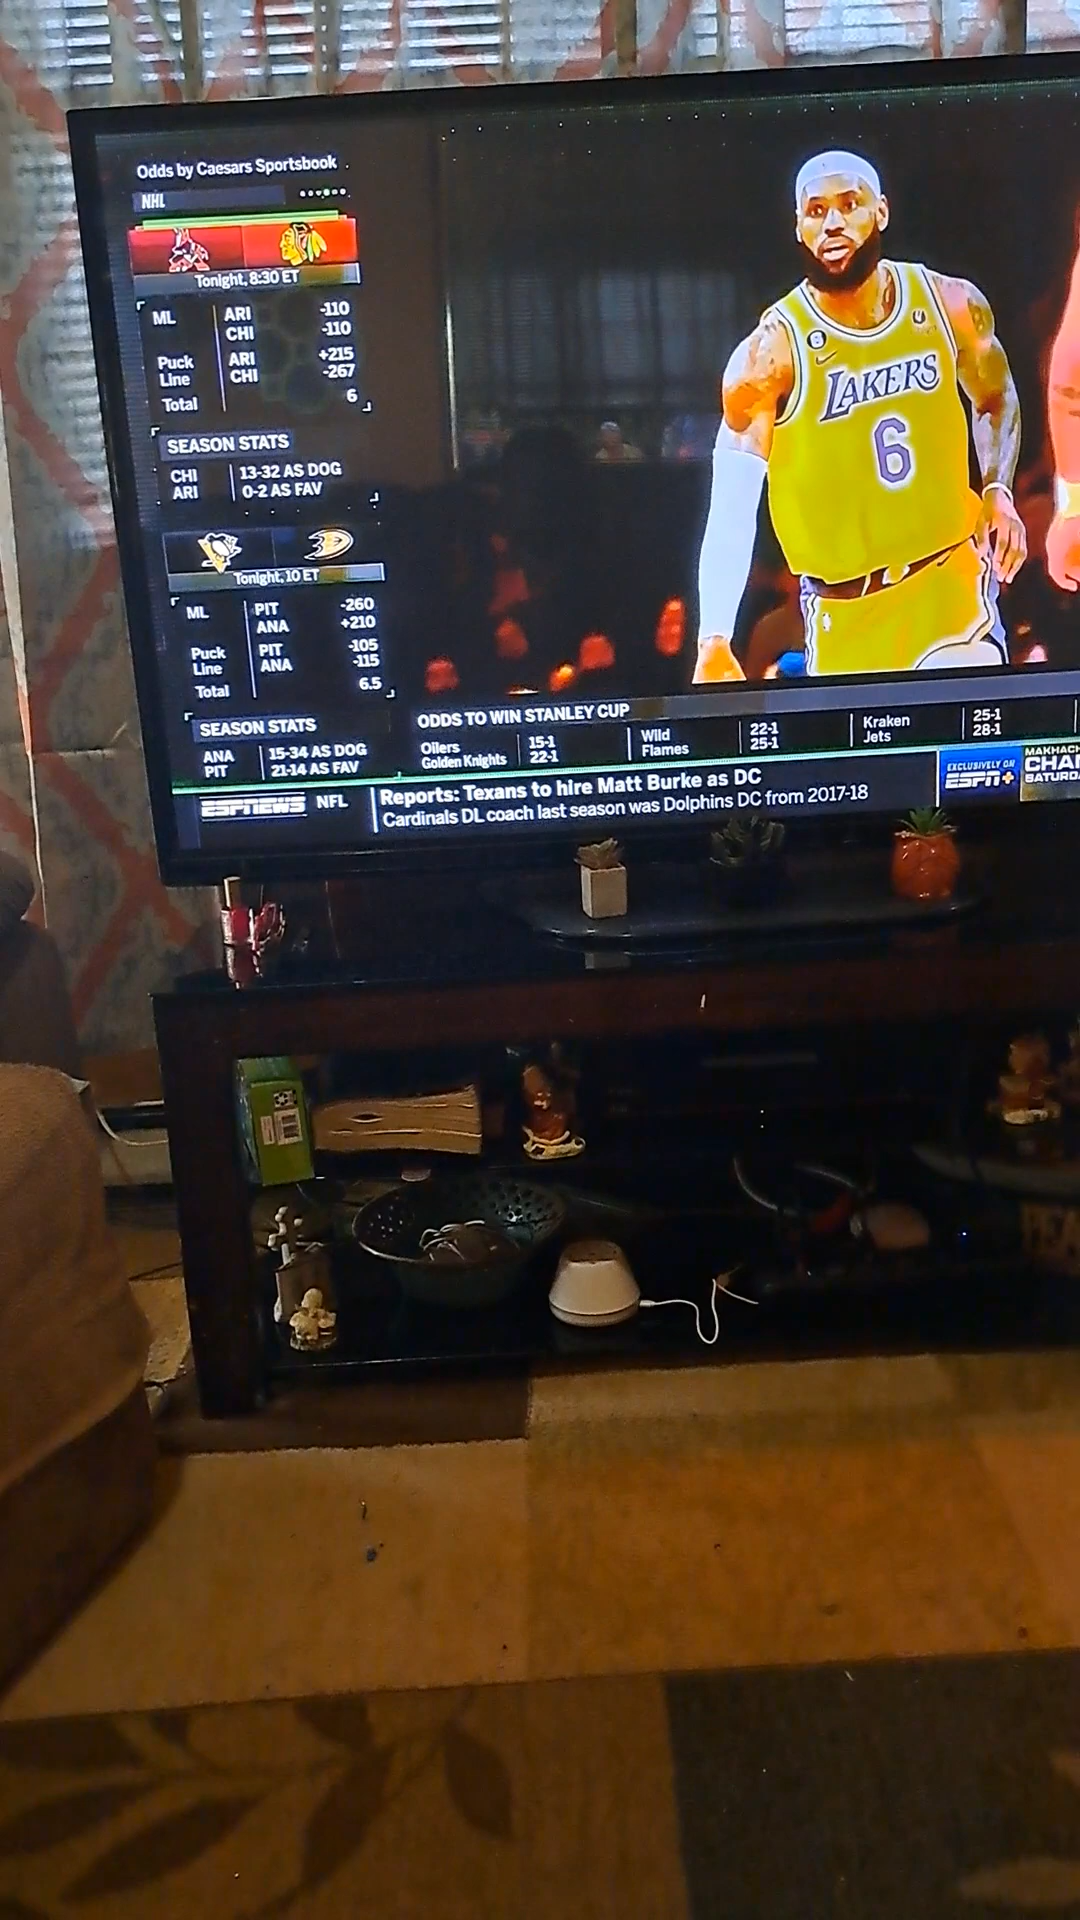 Odds by Caesars Sportsbook
NHL
Tonight, 8:30 ET
ML ARI -110
CHI -110
Puck Line ARI +215
CHI -267
Total 6
SEASON STATS
CHI 13-32 AS DOG
ARI 0-2 AS FAV
Tonight, 10 ET
ML PIT -260
ANA +210
Puck Line PIT -105
ANA -115
Total 6.5
SEASON STATS
ANA 15-34 AS DOG
PIT 21-14 AS FAV
LAKERS
6
ODDS TO WIN STANLEY CUP
Oilers 15-1 Wild 22-1 Kraken 25-1
Golden Knights 22-1 Flames 25-1 Jets 28-1
ESPNEWS NFL Reports: Texans to hire Matt Burke as DC
Cardinals DL coach last season was Dolphins DC from 2017-18
EXCLUSIVELY ON
ESPN+
MAKHACH
CHAM
SATURDA